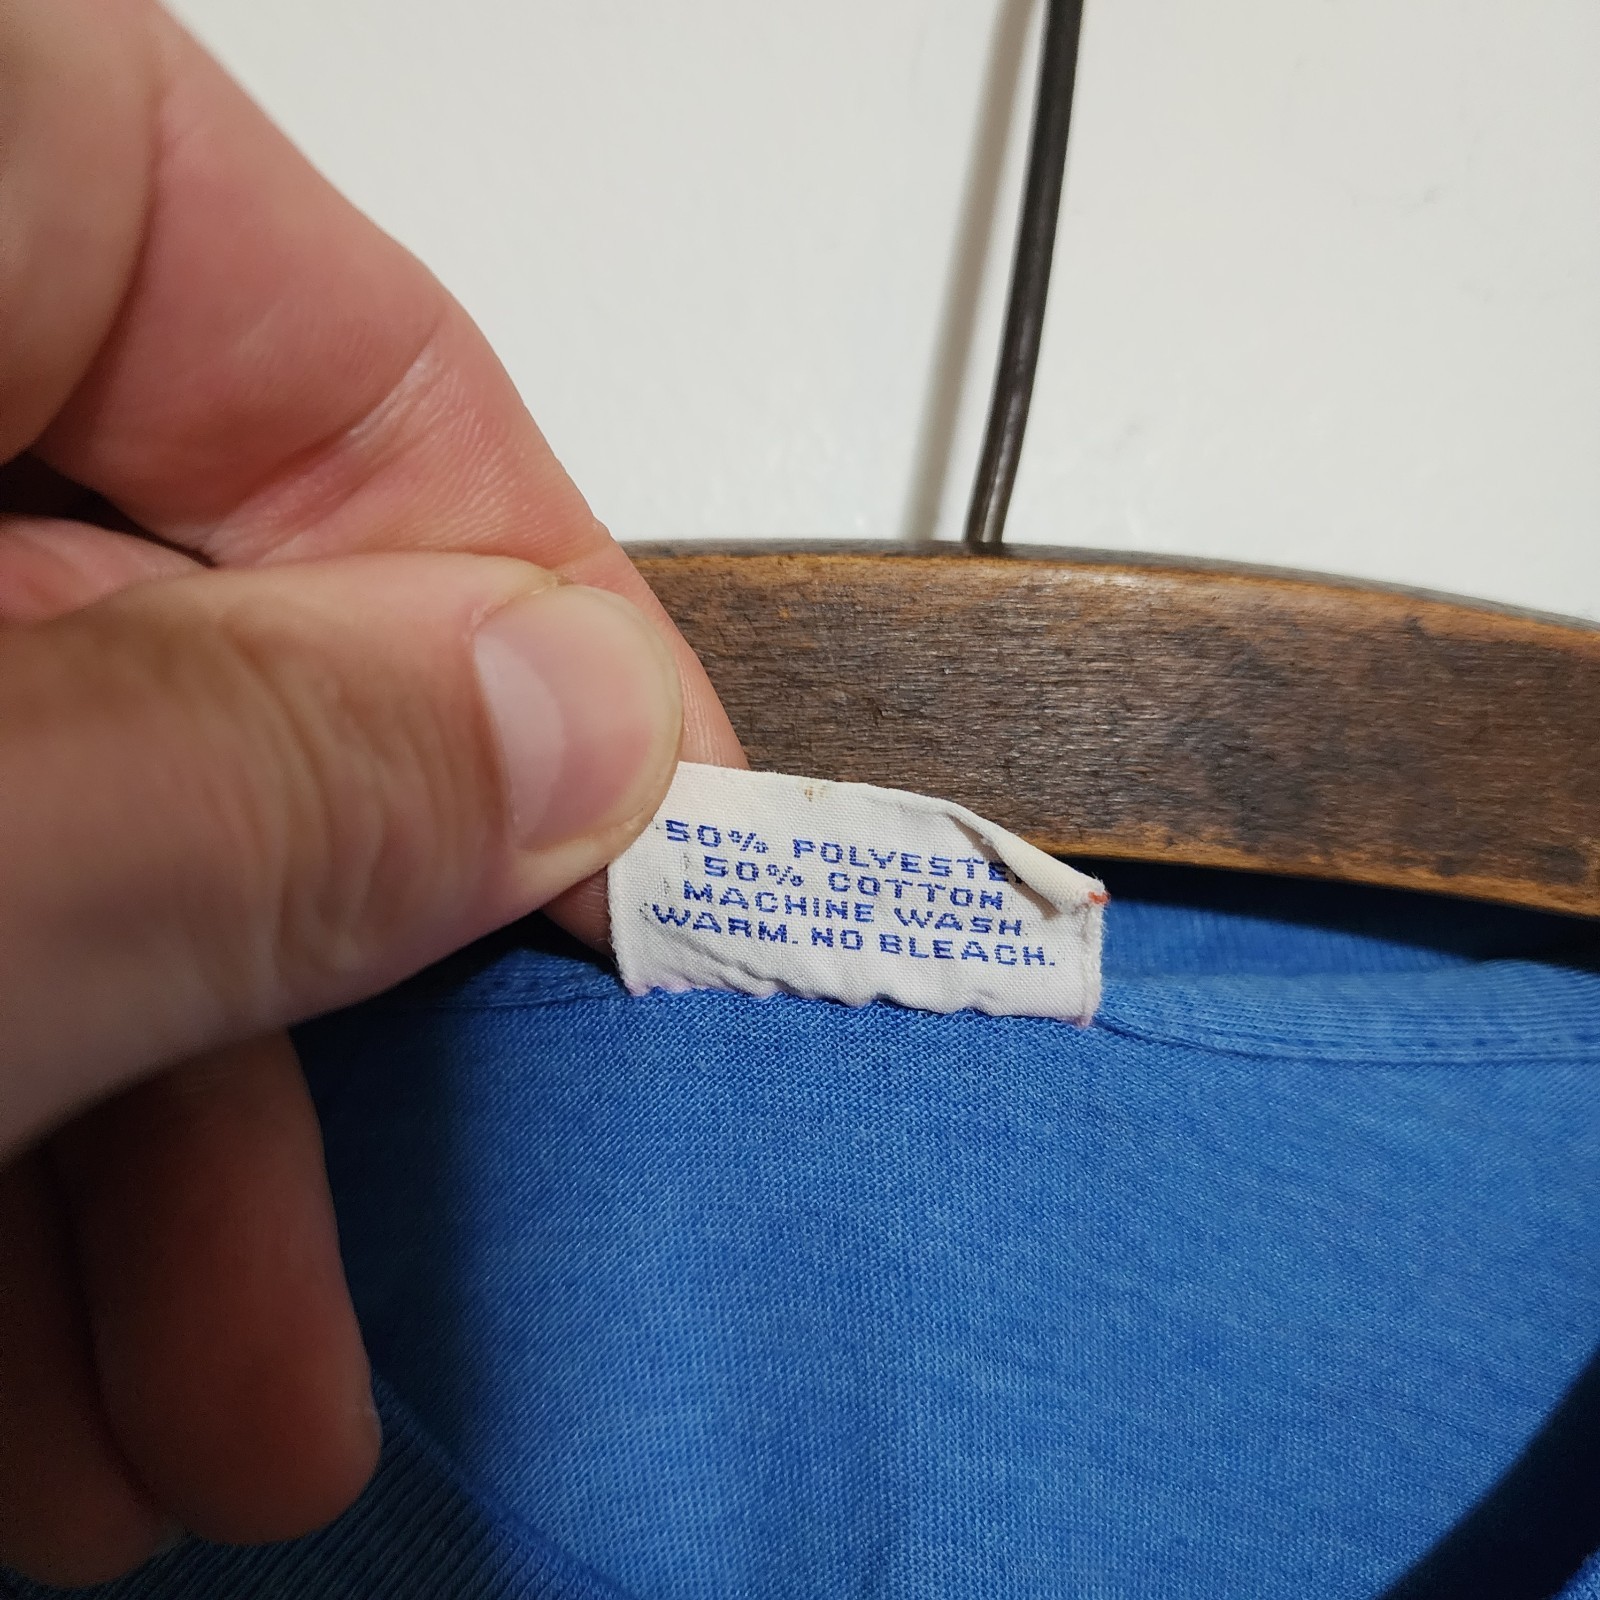 50% POLYESTE
50% COTTON
MACHINE WASH
WARM. NO BLEACH.